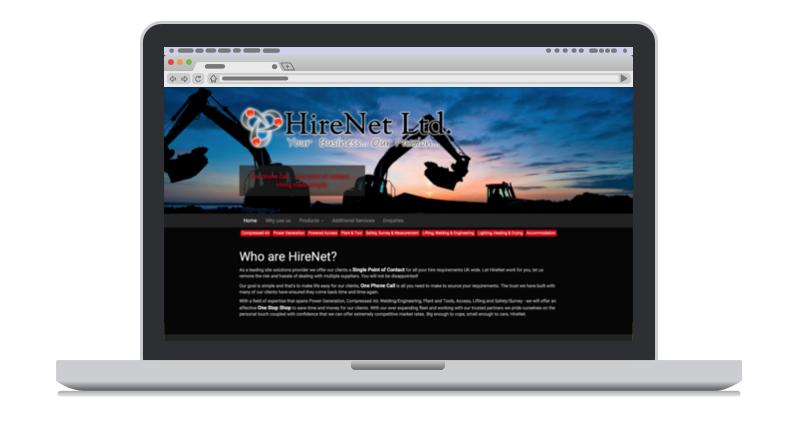 HireNet Ltd.
Your Business... Our
Home Why use us Products Additional Services Enquiries
Compressed Air Power Generation Powered Access Plant & Tool Safety, Survey & Measurement Lifting, Welding & Engineering Lighting, Heating & Drying Accommodation
Who are HireNet?
As a leading site solutions provider we offer our clients a Single Point of Contact for all your hire requirements UK wide. Let HireNet work for you, let us
remove the risk and hassle of dealing with multiple suppliers. You will not be disappointed!
Our goal is simple and that's to make life easy for our clients, One Phone Call is all you need to make to source your requirements. The trust we have built with
many of our clients have ensured they come back time and time again.
With a field of expertise that spans Power Generation, Compressed Air, Welding/Engineering, Plant and Tools, Access, Lifting and Safety/Survey - we will offer an
effective One Stop Shop to save time and money for our clients. With our ever expanding fleet and working with our trusted partners we pride ourselves on the
personal touch coupled with confidence that we can offer extremely competitive market rates. Big enough to cope, small enough to care, HireNet.